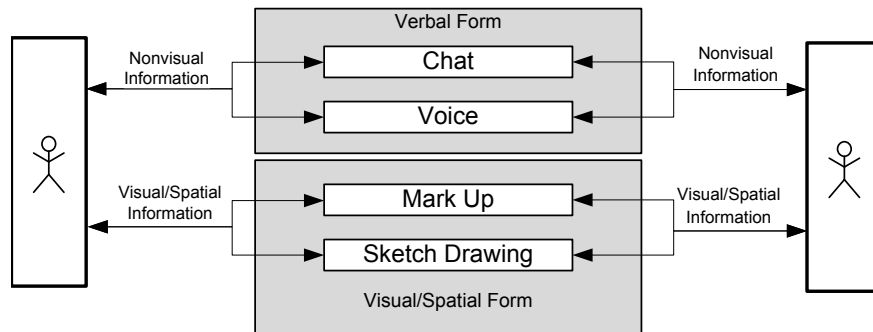 Verbal Form
Nonvisual
Information
Chat
Voice
Nonvisual
Information
Visual/Spatial
Information
Mark Up
Sketch Drawing
Visual/Spatial
Information
Visual/Spatial Form